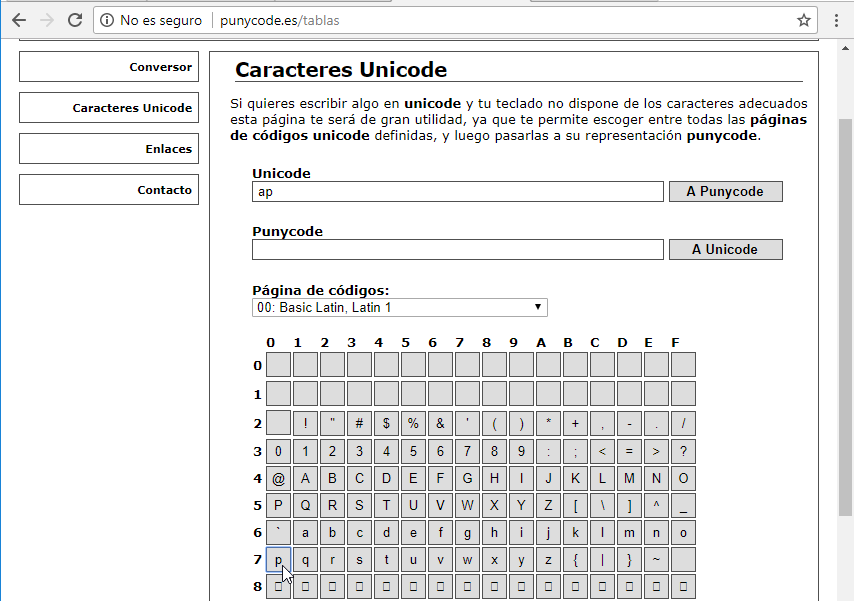 No es seguro | punycode.es/tablas
Conversor
Caracteres Unicode
Enlaces
Contacto
Caracteres Unicode
Si quieres escribir algo en unicode y tu teclado no dispone de los caracteres adecuados
esta página te será de gran utilidad, ya que te permite escoger entre todas las páginas
de códigos unicode definidas, y luego pasarlas a su representación punycode.
Unicode
ap
A Punycode
Punycode
A Unicode
Página de códigos:
00: Basic Latin, Latin 1
0 1 2 3 4 5 6 7 8 9 A B C D E F
0
1
2 ! " # $ % & ' ( ) * + , - . /
3 0 1 2 3 4 5 6 7 8 9 : ; < = > ?
4 @ A B C D E F G H I J K L M N O
5 P Q R S T U V W X Y Z [ \ ] ^ _
6 ` a b c d e f g h i j k l m n o
7 p q r s t u v w x y z { | } ~
8